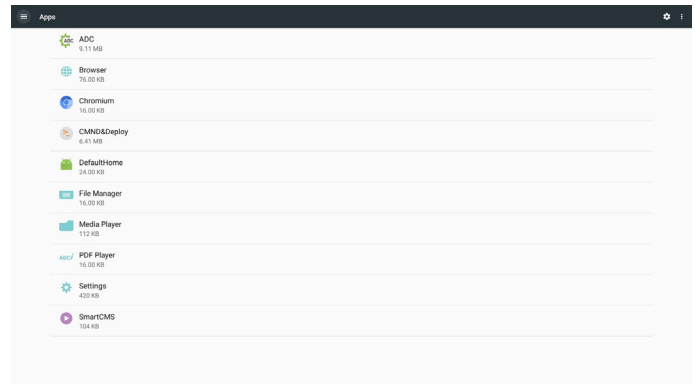 Apps
ADC
ADC
9.11 MB
Browser
76.00 KB
Chromium
16.00 KB
CMND&Deploy
6.41 MB
DefaultHome
24.00 KB
File Manager
16.00 KB
Media Player
112 KB
ABCi PDF Player
16.00 KB
Settings
420 KB
SmartCMS
104 KB